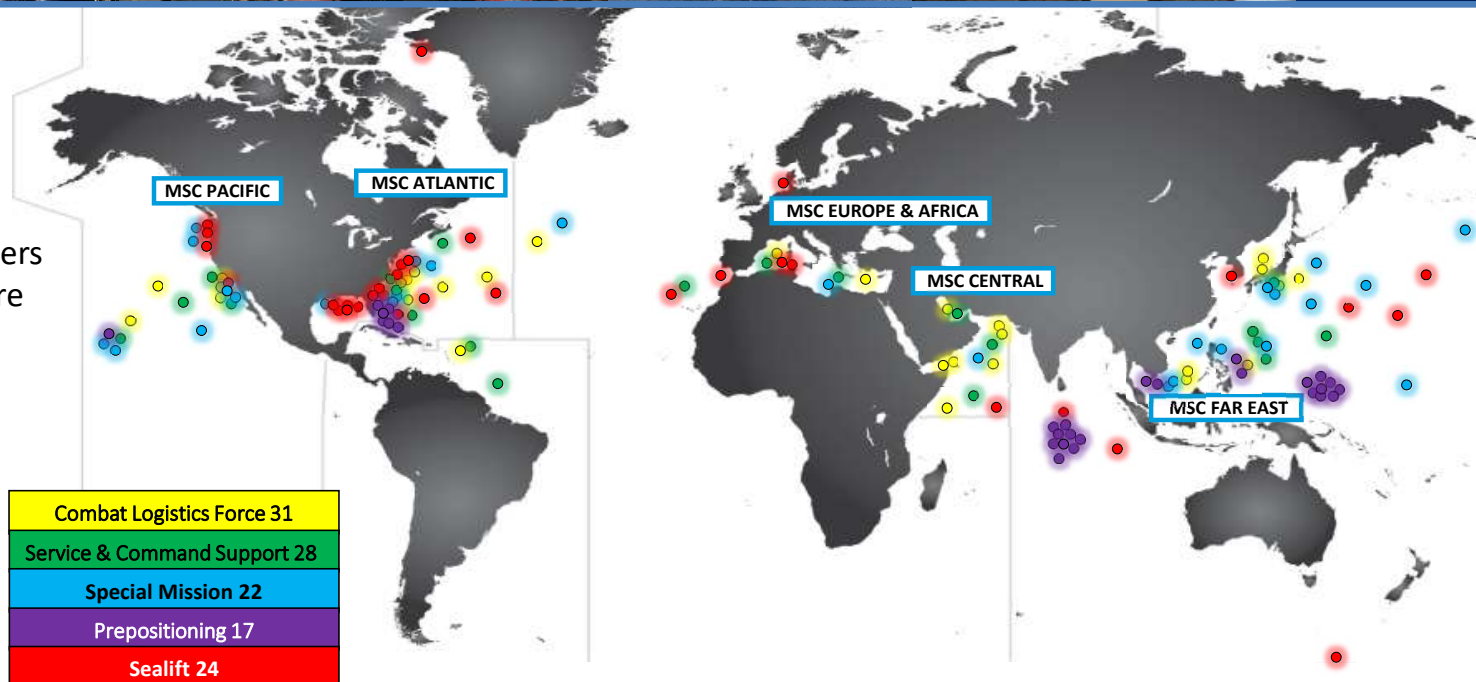 MSC PACIFIC
MSC ATLANTIC
MSC EUROPE & AFRICA
MSC CENTRAL
MSC FAR EAST
ers
re
Combat Logistics Force 31
Service & Command Support 28
Special Mission 22
Prepositioning 17
Sealift 24